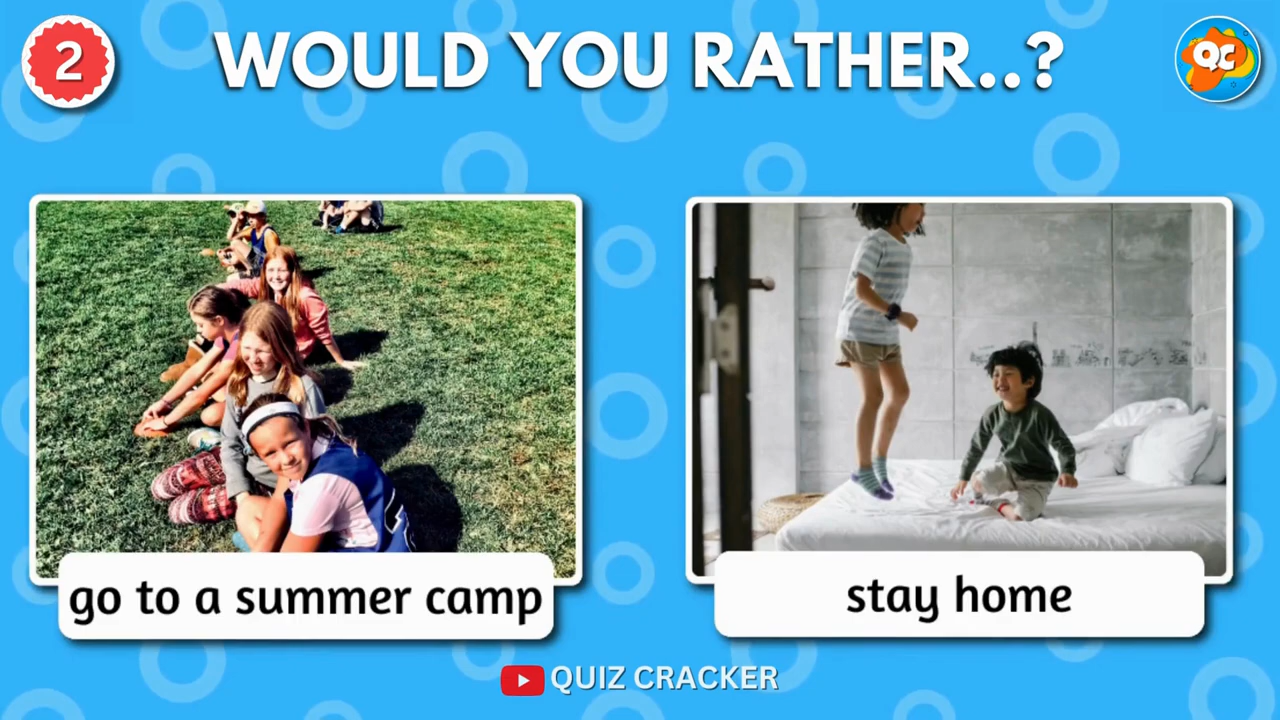 2
WOULD YOU RATHER..?
QC
go to a summer camp
stay home
QUIZ CRACKER